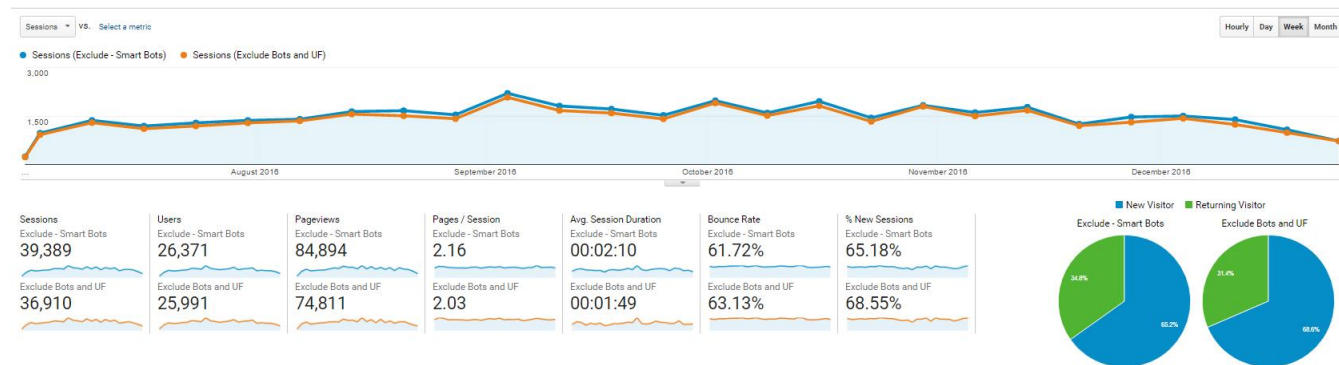 Sessions VS. Select a metric
Hourly Day Week Month
Sessions (Exclude - Smart Bots) Sessions (Exclude Bots and UF)
3,000
1,500
... August 2016 September 2016 October 2016 November 2016 December 2016
New Visitor Returning Visitor
Sessions
Exclude - Smart Bots
39,389
Exclude Bots and UF
36,910
Users
Exclude - Smart Bots
26,371
Exclude Bots and UF
25,991
Pageviews
Exclude - Smart Bots
84,894
Exclude Bots and UF
74,811
Pages / Session
Exclude - Smart Bots
2.16
Exclude Bots and UF
2.03
Avg. Session Duration
Exclude - Smart Bots
00:02:10
Exclude Bots and UF
00:01:49
Bounce Rate
Exclude - Smart Bots
61.72%
Exclude Bots and UF
63.13%
% New Sessions
Exclude - Smart Bots
65.18%
Exclude Bots and UF
68.55%
Exclude - Smart Bots
34.8%
65.2%
Exclude Bots and UF
31.4%
68.6%